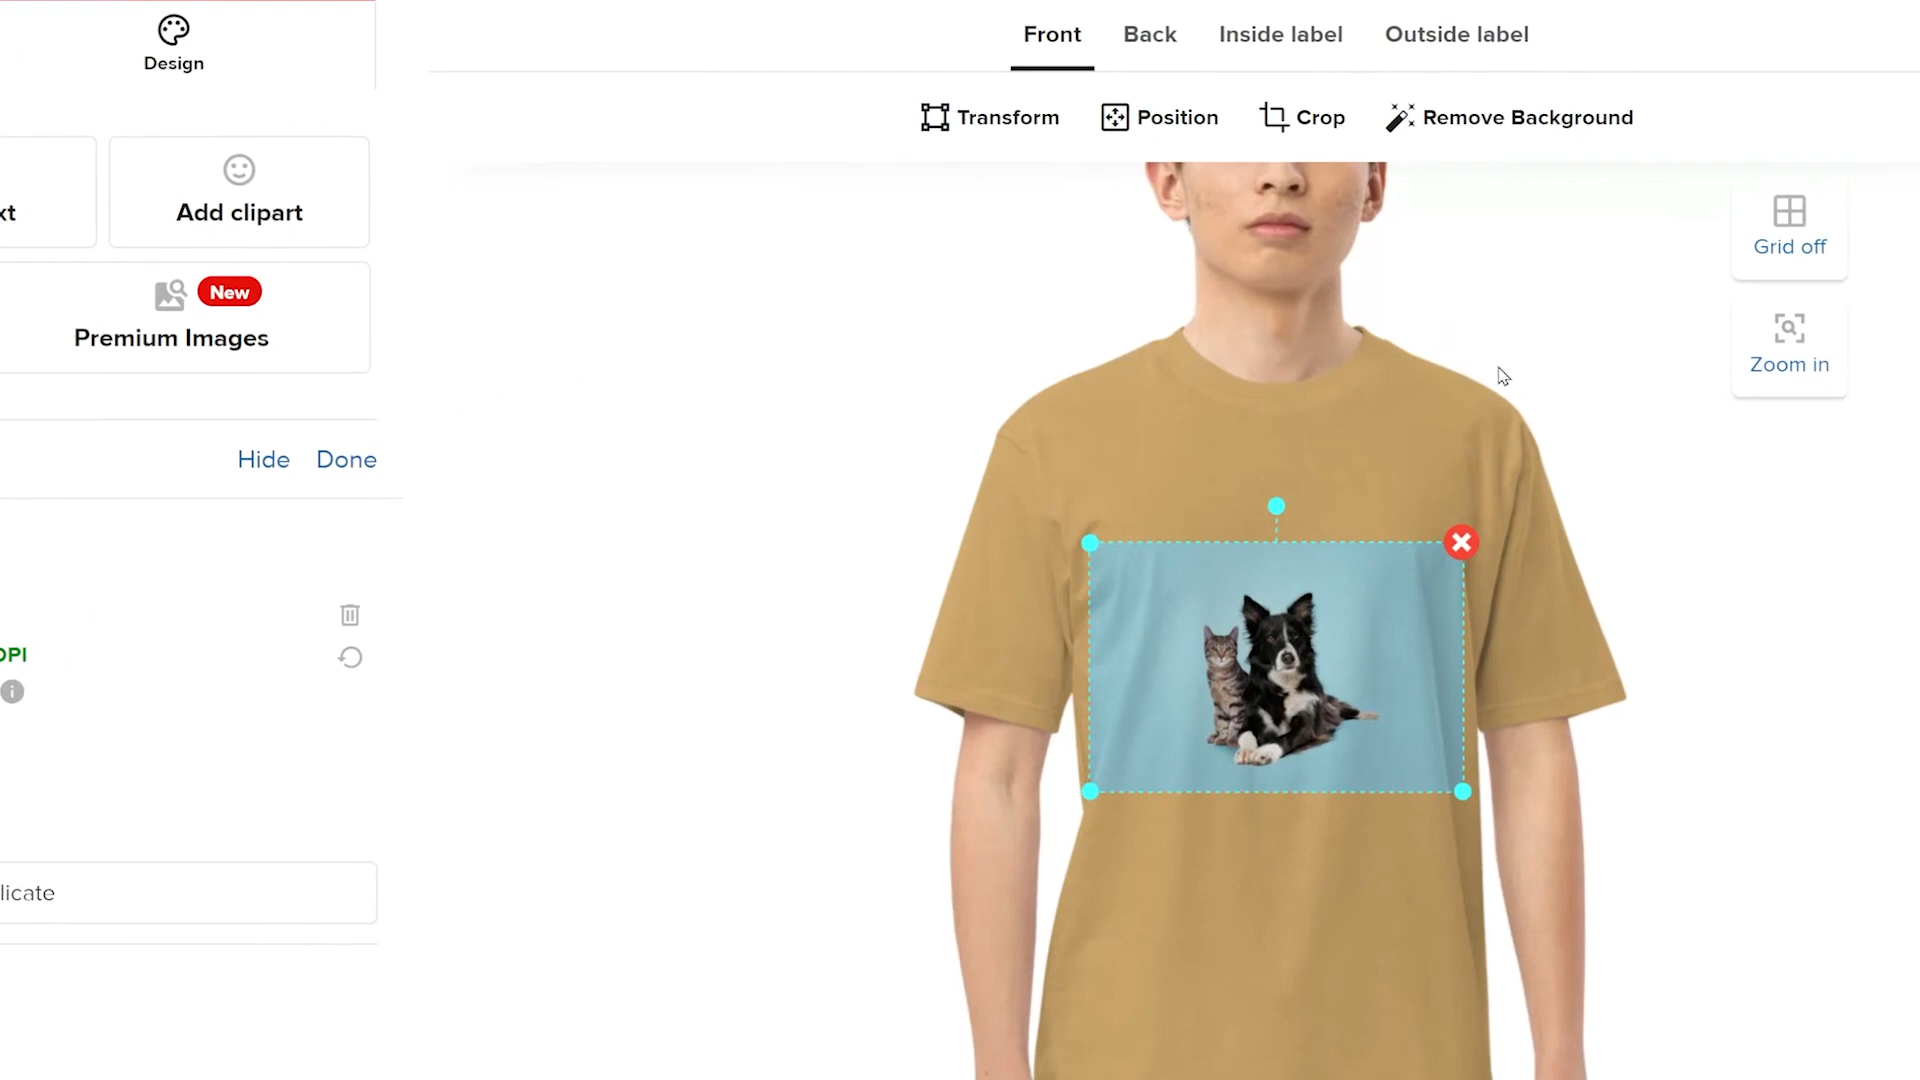 Design
Front
Back
Inside label
Outside label
Transform
Position
Crop
Remove Background
xt
Add clipart
New
Premium Images
Grid off
Zoom in
Hide
Done
DPI
licate